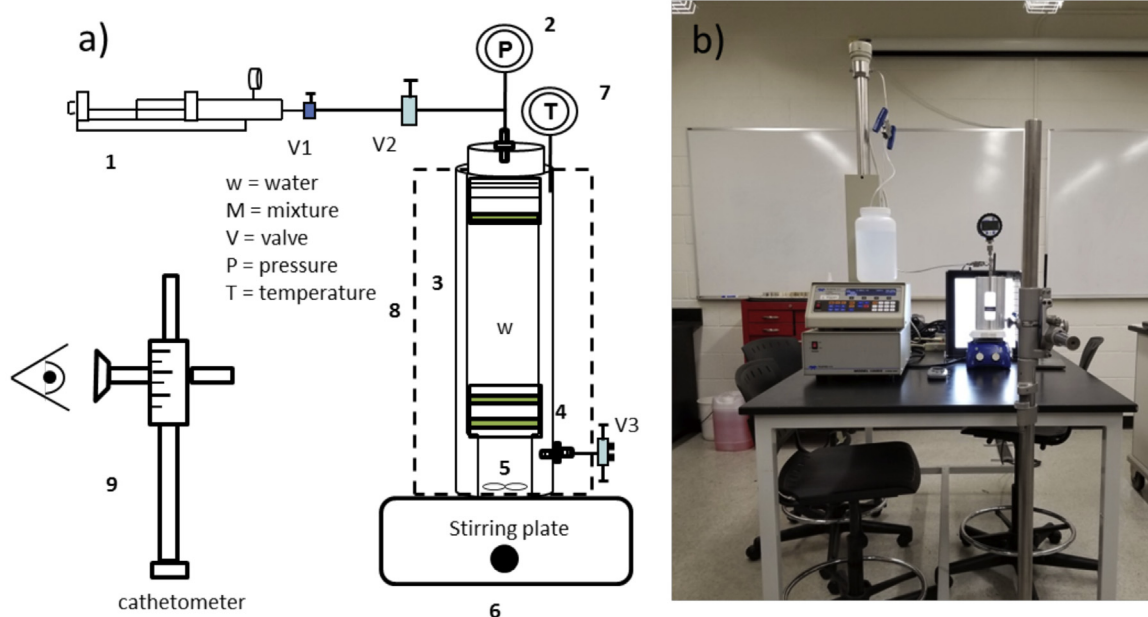 a)
2
P
7
T
1
V1
V2
w = water
M = mixture
V = valve
P = pressure
T = temperature
3
8
w
4
V3
5
9
Stirring plate
cathetometer
6
b)